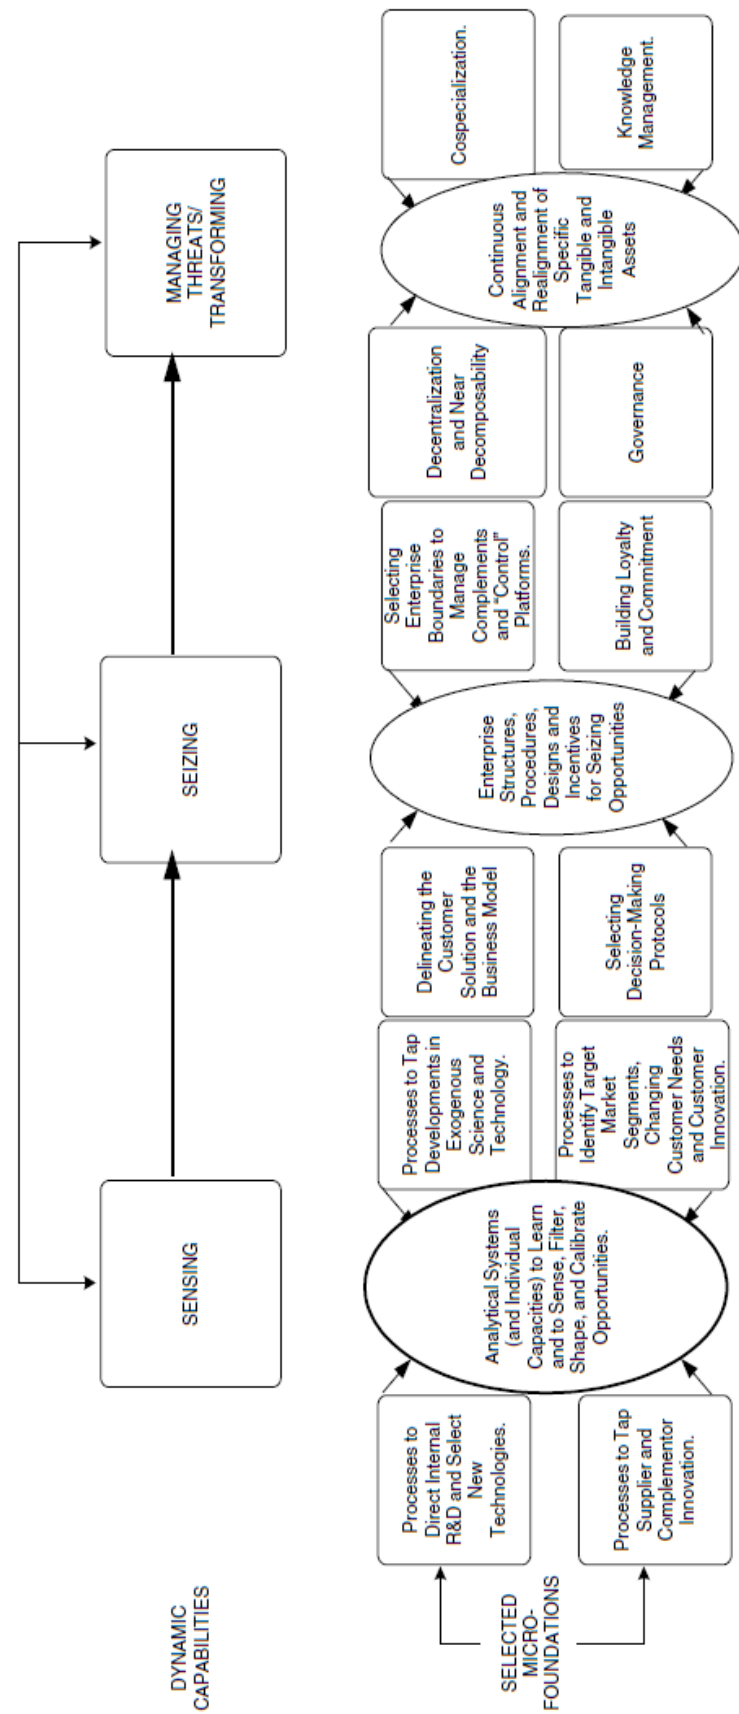 DYNAMIC
CAPABILITIES
SENSING
SEIZING
MANAGING
THREATS/
TRANSFORMING
SELECTED
MICRO-
FOUNDATIONS
Processes to
Direct Internal
R&D and Select
New
Technologies.
Processes to Tap
Supplier and
Complementor
Innovation.
Analytical Systems
(and Individual
Capacities) to Learn
and to Sense, Filter,
Shape, and Calibrate
Opportunities.
Processes to Tap
Developments in
Exogenous
Science and
Technology.
Processes to
Identify Target
Market
Segments,
Changing
Customer Needs
and Customer
Innovation.
Delineating the
Customer
Solution and the
Business Model
Selecting
Decision-Making
Protocols
Enterprise
Structures,
Procedures,
Designs and
Incentives
for Seizing
Opportunities
Selecting
Enterprise
Boundaries to
Manage
Complements
and "Control"
Platforms.
Building Loyalty
and Commitment
Decentralization
and Near
Decomposability
Governance
Continuous
Alignment and
Realignment of
Specific
Tangible and
Intangible
Assets
Cospecialization.
Knowledge
Management.